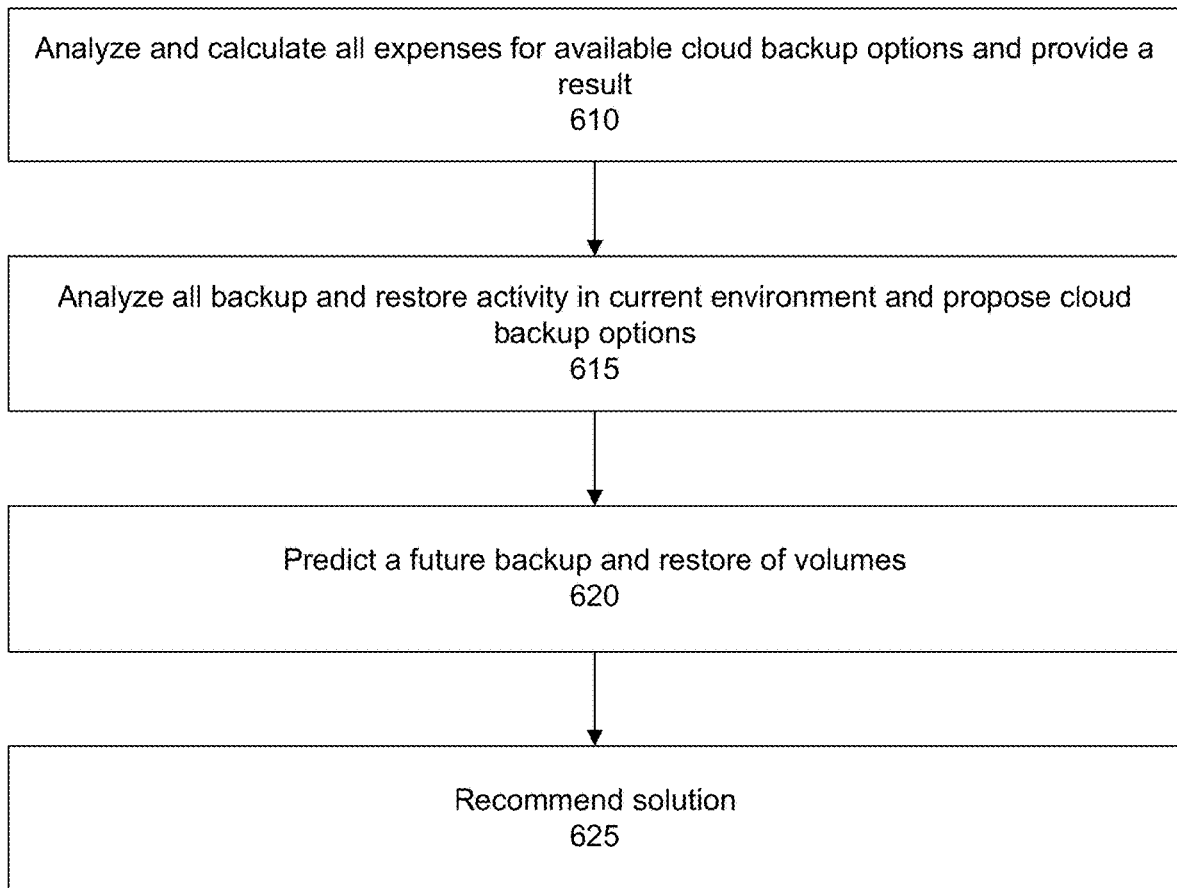 Analyze and calculate all expenses for available cloud backup options and provide a
result
610
Analyze all backup and restore activity in current environment and propose cloud
backup options
615
Predict a future backup and restore of volumes
620
Recommend solution
625